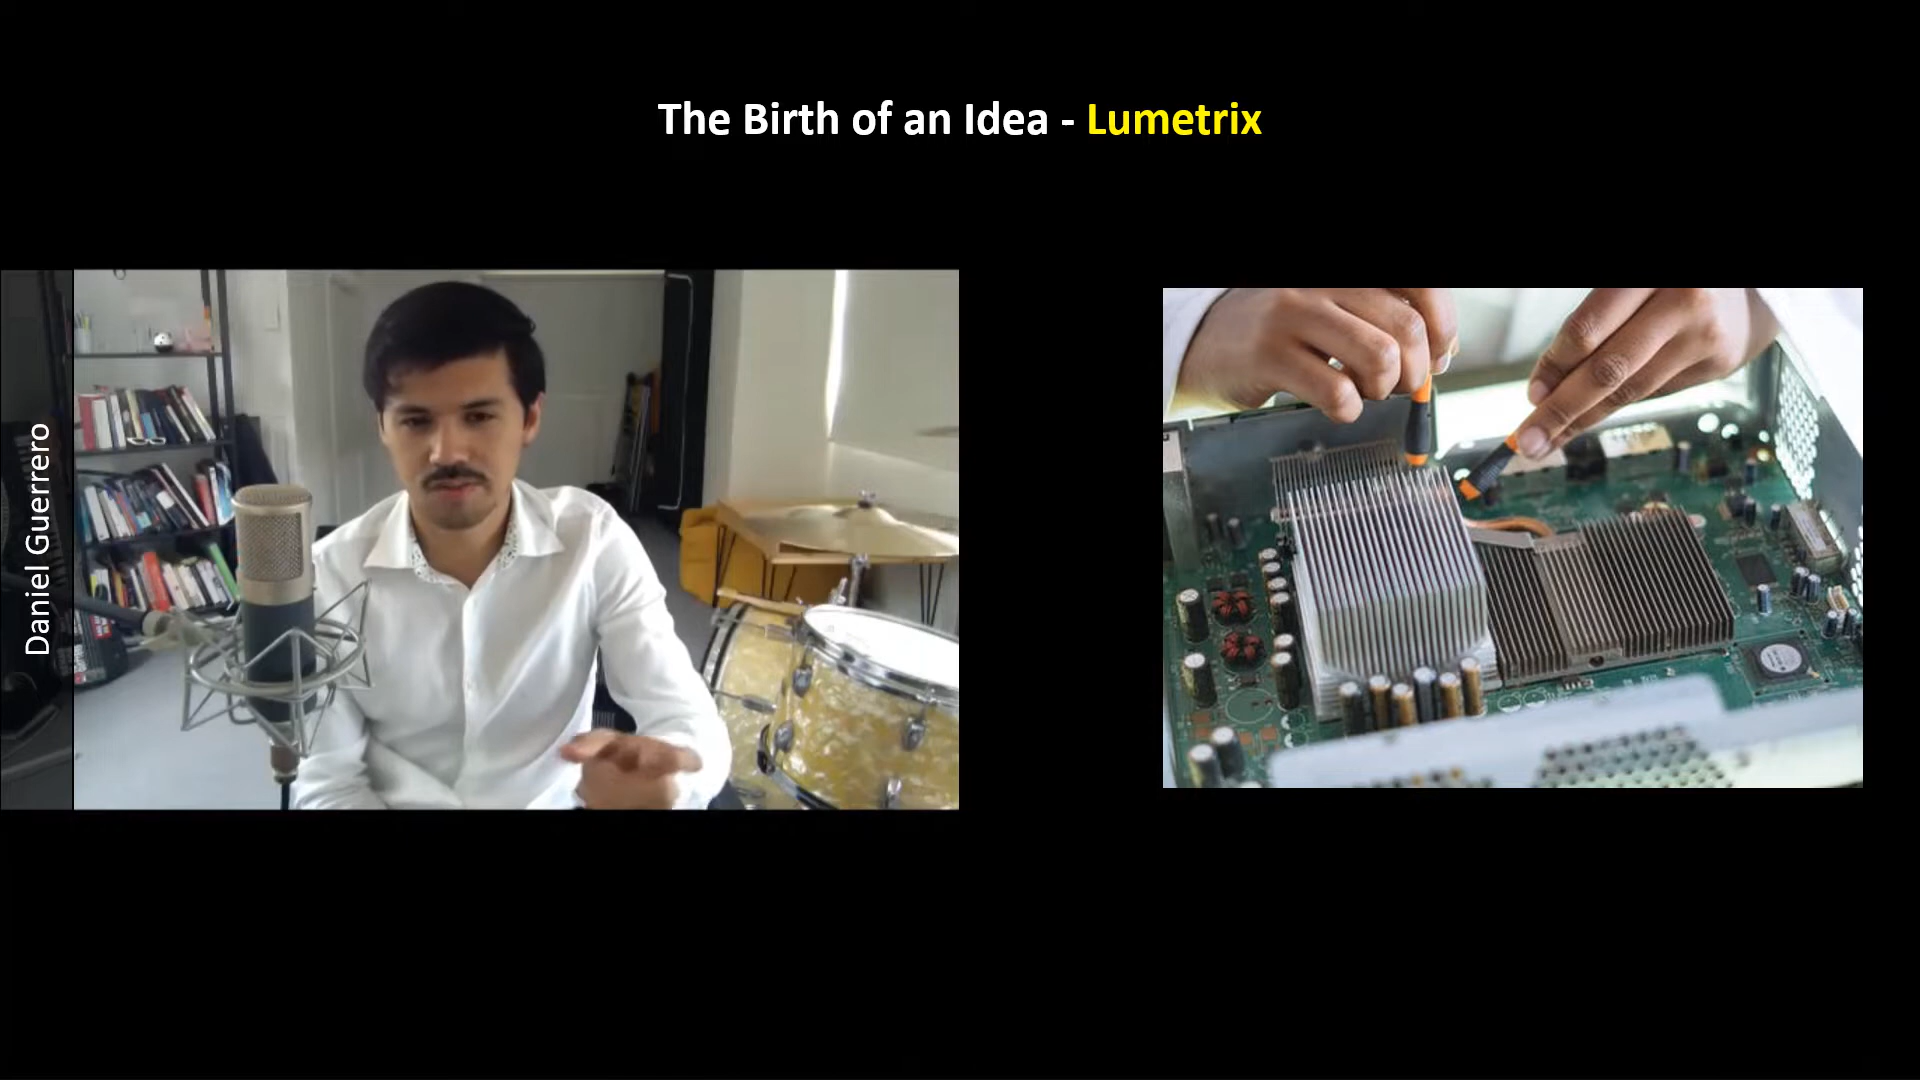 The Birth of an Idea - Lumetrix
Daniel Guerrero